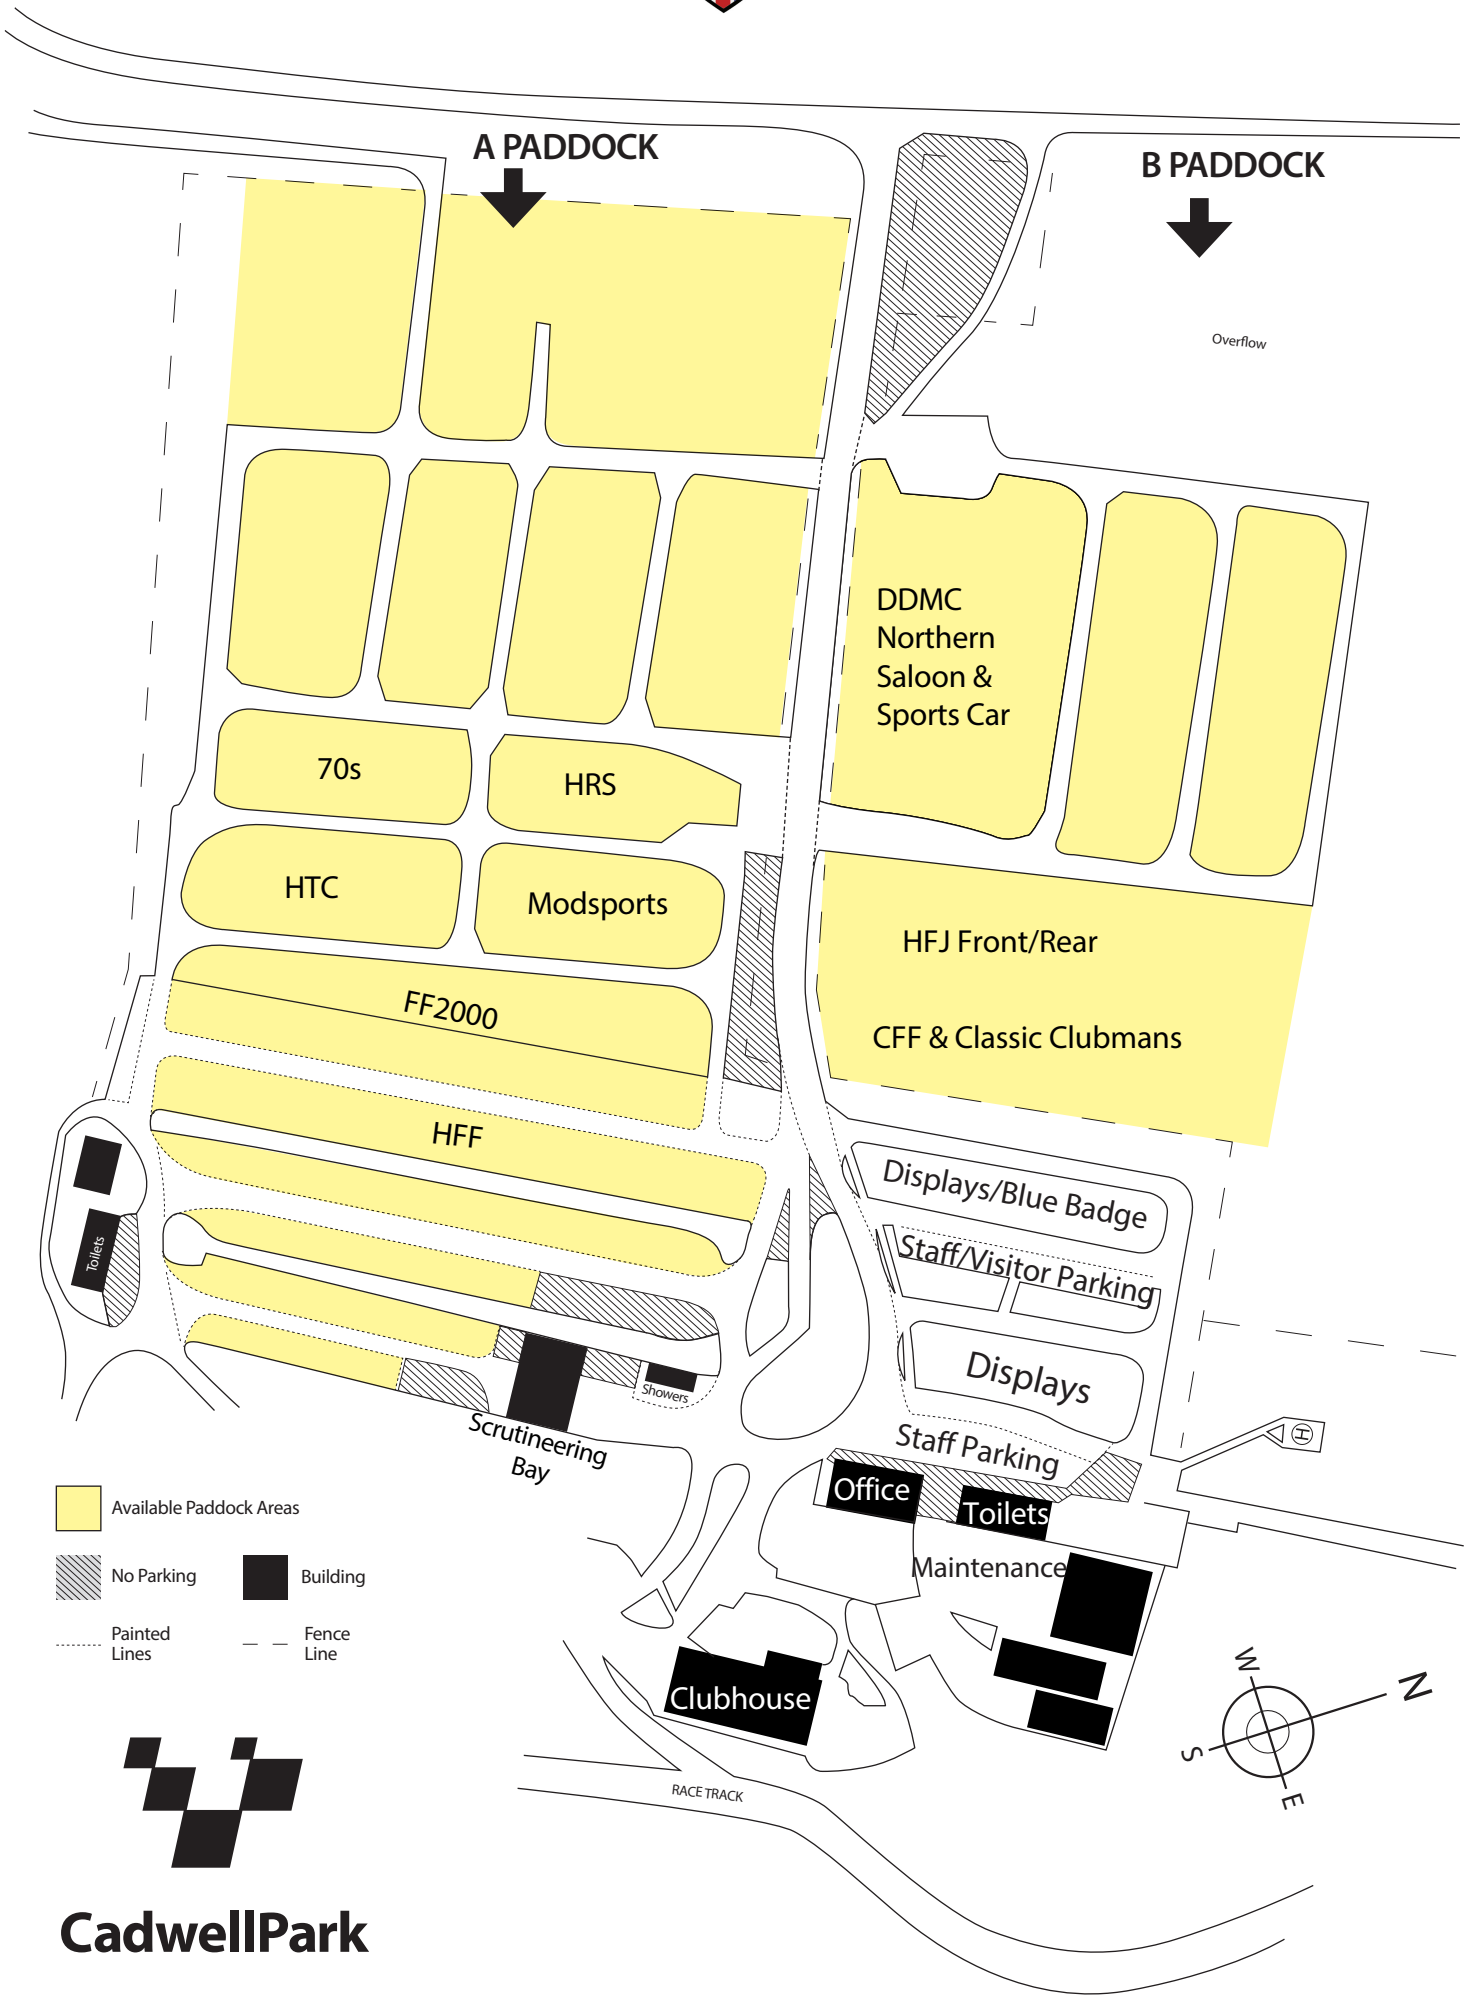 A PADDOCK
B PADDOCK
Overflow
DDMC
Northern
Saloon &
Sports Car
70s
HRS
HTC
Modsports
HFJ Front/Rear
FF2000
CFF & Classic Clubmans
HFF
Displays/Blue Badge
Toilets
Staff/Visitor Parking
Displays
Showers
Scrutineering
Bay
H
Staff Parking
Office
Toilets
Available Paddock Areas
Maintenance
No Parking
Building
Painted
Lines
Fence
Line
Clubhouse
W
N
S
E
RACE TRACK
CadwellPark